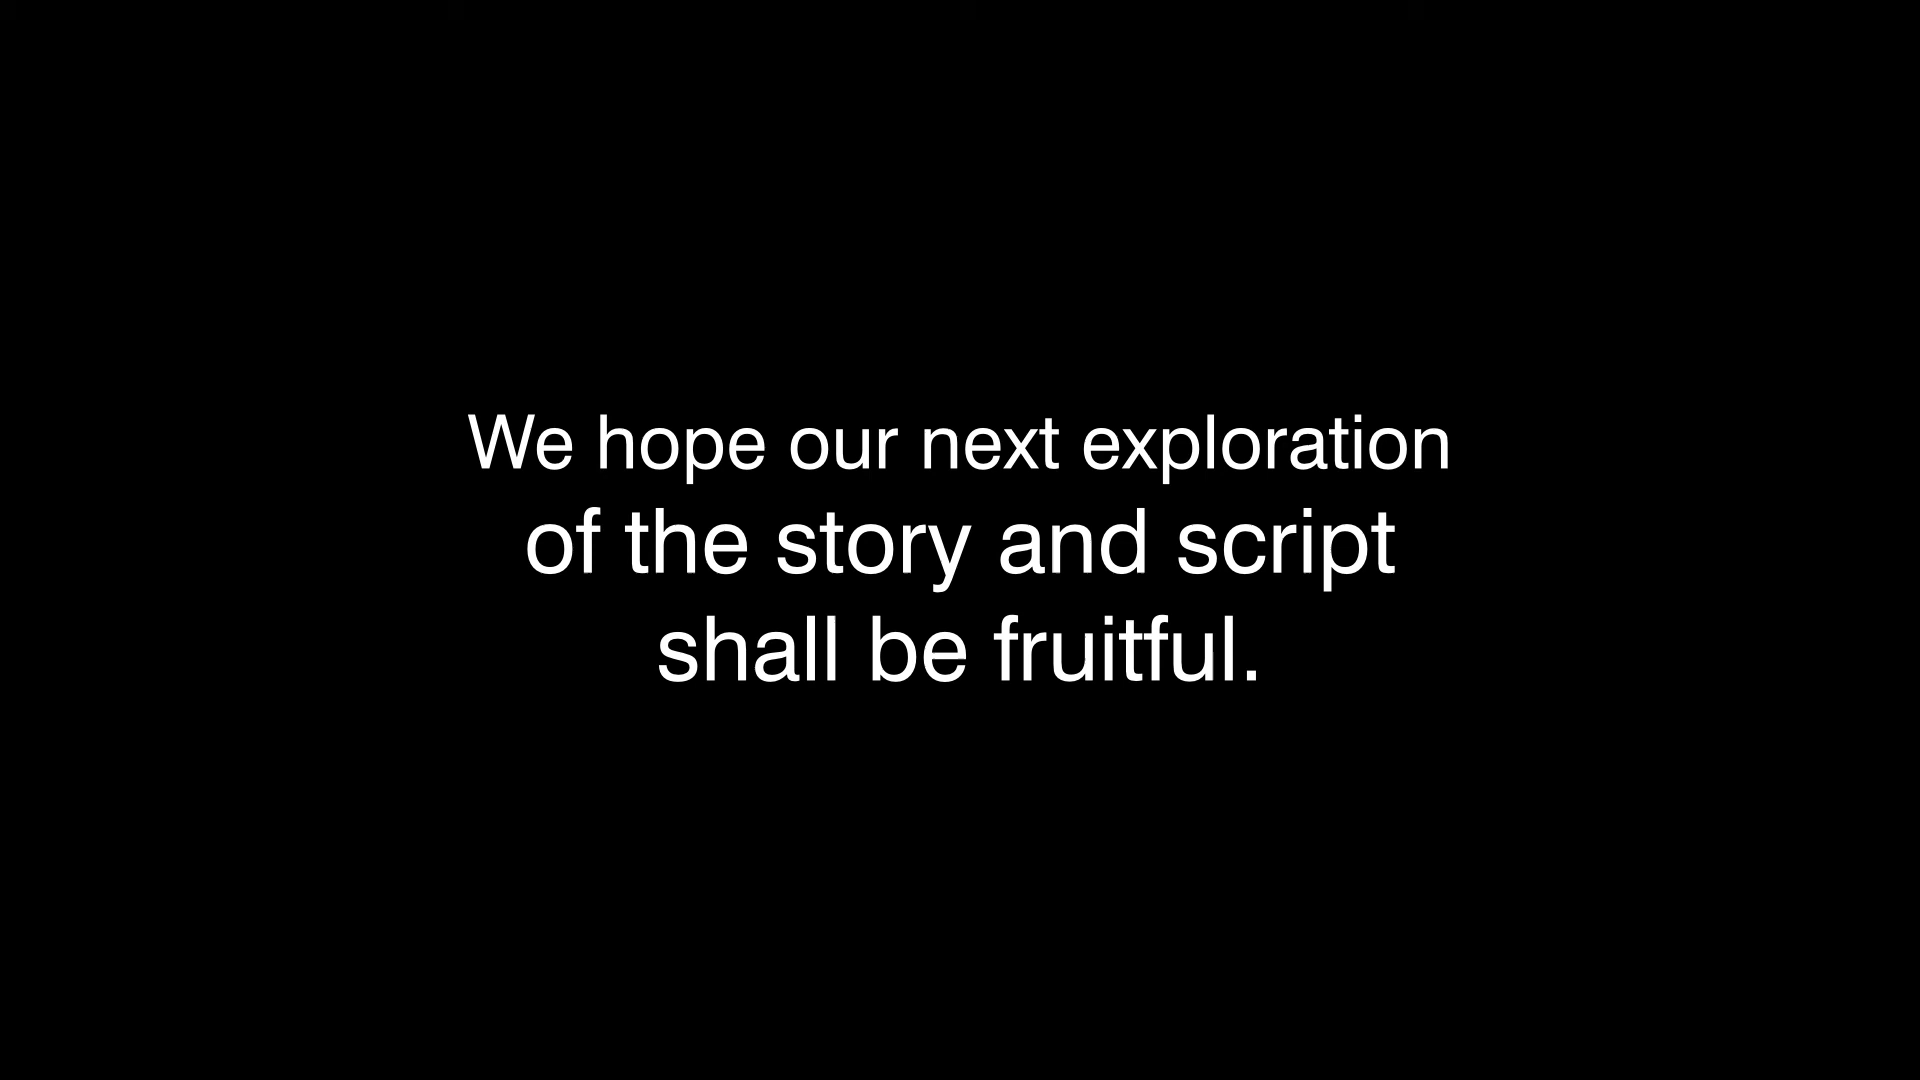 We hope our next exploration
of the story and script
shall be fruitful.